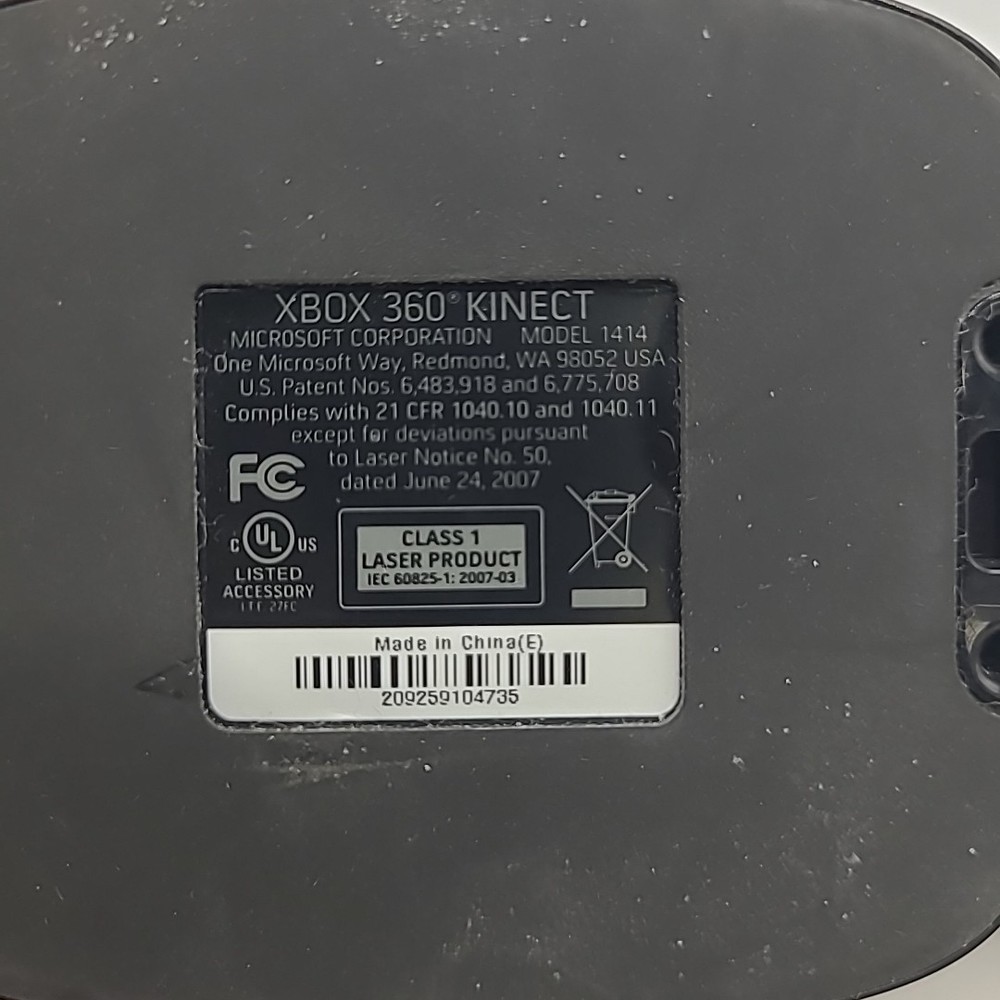 XBOX 360® KINECT
MICROSOFT CORPORATION MODEL 1414
One Microsoft Way, Redmond, WA 98052 USA
U.S. Patent Nos. 6,483,918 and 6,775,708
Complies with 21 CFR 1040.10 and 1040.11
except for deviations pursuant
to Laser Notice No. 50,
dated June 24, 2007
FC
C UL US
LISTED
ACCESSORY
I.T.E. 27FC
CLASS 1
LASER PRODUCT
IEC 60825-1: 2007-03
Made in China(E)
209259104735